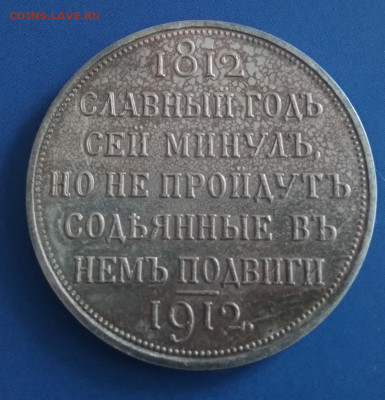 COINS.LAVE.RU
1812
СЛАВНЫЙ ГОДЪ
СЕЙ МИНУЛЪ,
НО НЕ ПРОЙДУТЪ
СОДѢЯННЫЕ ВЪ
НЕМЪ ПОДВИГИ
1912.